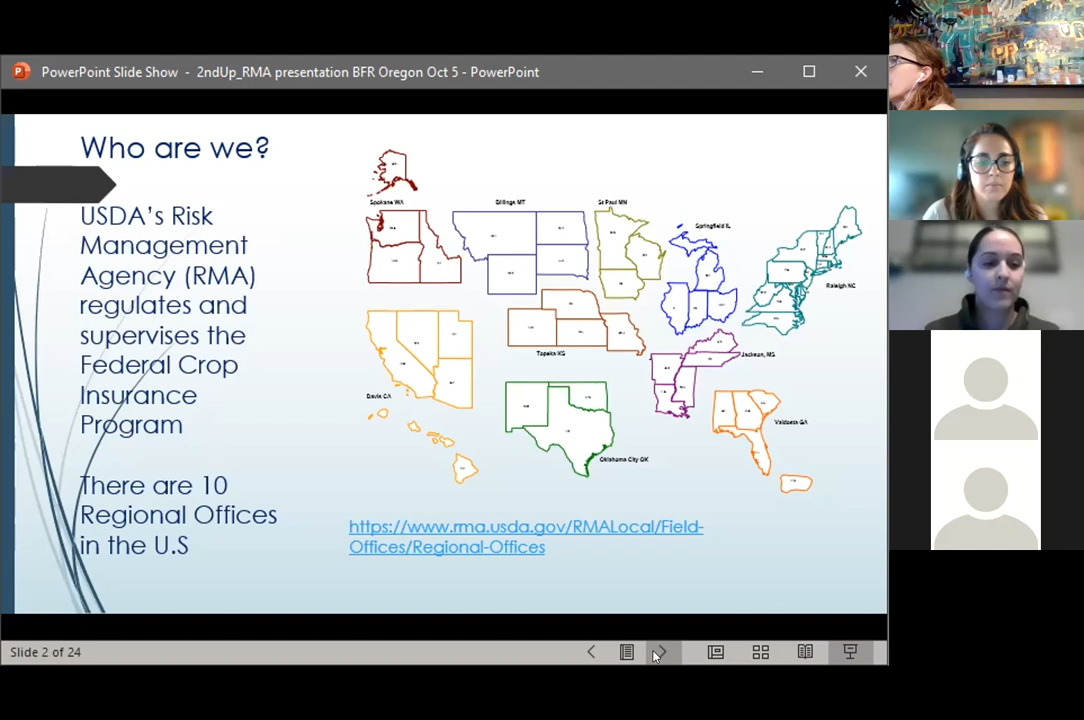 PowerPoint Slide Show - 2ndUp_RMA presentation BFR Oregon Oct 5 - PowerPoint
Who are we?
USDA's Risk
Management
Agency (RMA)
regulates and
supervises the
Federal Crop
Insurance
Program
There are 10
Regional Offices
in the U.S
Spokane WA
Billings MT
St Paul MN
Springfield IL
Raleigh NC
Topeka KS
Jackson, MS
Davis CA
Valdosta GA
Oklahoma City OK
https://www.rma.usda.gov/RMALocal/Field-
Offices/Regional-Offices
Slide 2 of 24